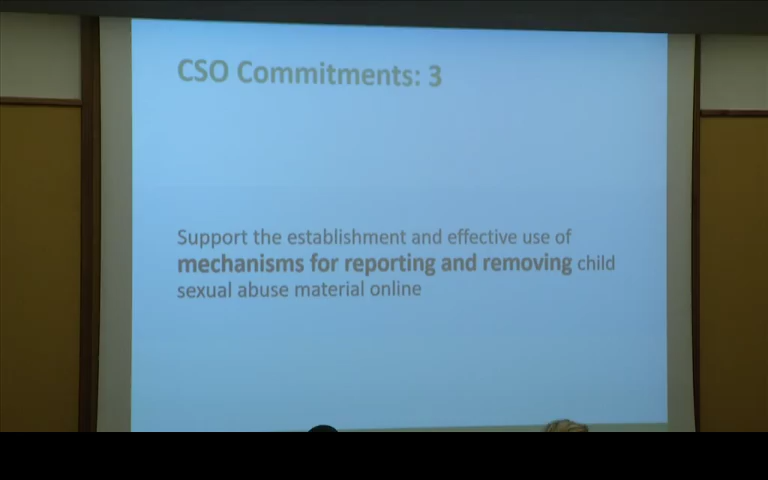 CSO Commitments: 3
Support the establishment and effective use of
mechanisms for reporting and removing child
sexual abuse material online